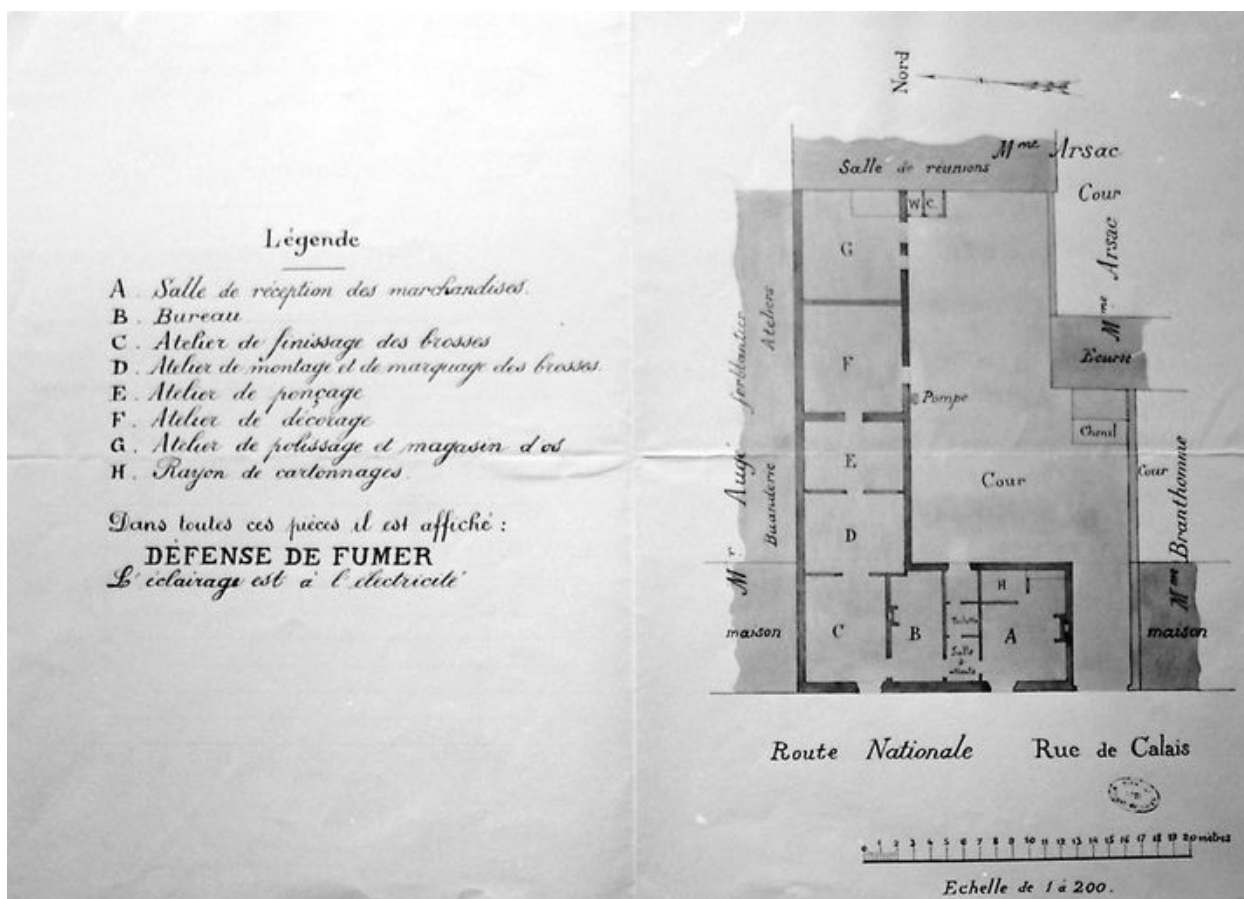 Légende
A . Salle de réception des marchandises.
B . Bureau
C . Atelier de finissage des brosses
D . Atelier de montage et de marquage des brosses.
E . Atelier de ponçage
F . Atelier de décorage
G . Atelier de polissage et magasin d'os
H . Rayon de cartonnages.
Dans toutes ces pièces il est affiché :
DÉFENSE DE FUMER
L'éclairage est à l'électricité
Nord
Mme Arsac
Salle de réunions
Cour
Mme Arsac
W C.
G
Ateliers
Mr Augé ferblantier
Ecurie
F
Pompe
Chenil
E
Buanderie
Cour
Cour
Mme Branthomme
D
H
maison
C
B
Toilette
Salle
A
maison
Route Nationale Rue de Calais
0 1 2 3 4 5 6 7 8 9 10 11 12 13 14 15 16 17 18 19 20 mètres
Echelle de 1 à 200.